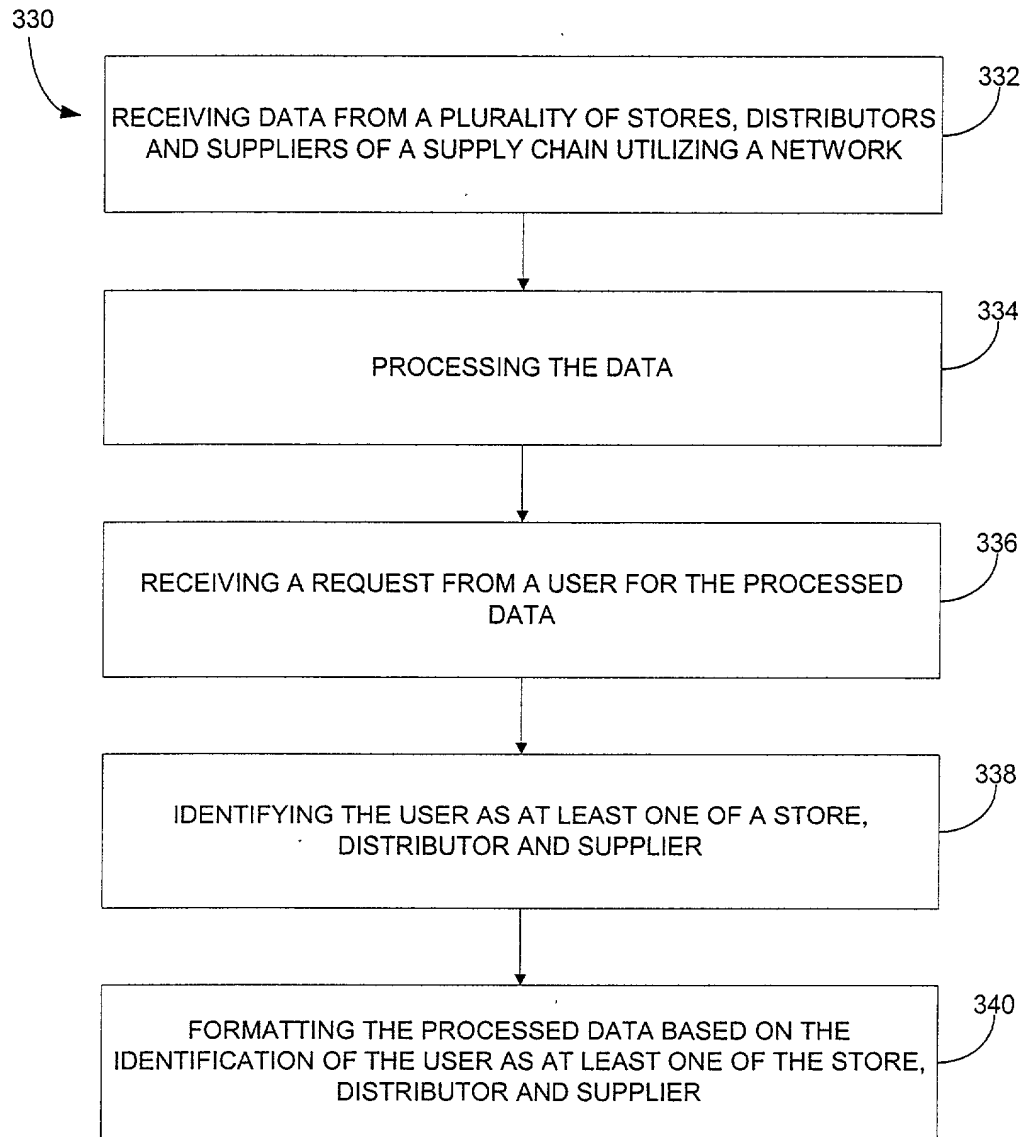 330
332
RECEIVING DATA FROM A PLURALITY OF STORES, DISTRIBUTORS
AND SUPPLIERS OF A SUPPLY CHAIN UTILIZING A NETWORK
334
PROCESSING THE DATA
336
RECEIVING A REQUEST FROM A USER FOR THE PROCESSED
DATA
338
IDENTIFYING THE USER AS AT LEAST ONE OF A STORE,
DISTRIBUTOR AND SUPPLIER
340
FORMATTING THE PROCESSED DATA BASED ON THE
IDENTIFICATION OF THE USER AS AT LEAST ONE OF THE STORE,
DISTRIBUTOR AND SUPPLIER